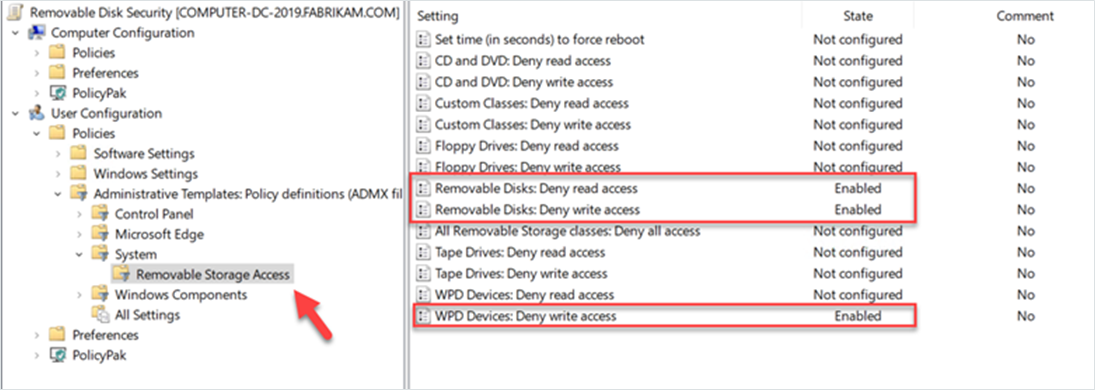 Removable Disk Security [COMPUTER-DC-2019.FABRIKAM.COM]
Computer Configuration
Policies
Preferences
PolicyPak
User Configuration
Policies
Software Settings
Windows Settings
Administrative Templates: Policy definitions (ADMX fil
Control Panel
Microsoft Edge
System
Removable Storage Access
Windows Components
All Settings
Preferences
PolicyPak
Setting State Comment
Set time (in seconds) to force reboot Not configured No
CD and DVD: Deny read access Not configured No
CD and DVD: Deny write access Not configured No
Custom Classes: Deny read access Not configured No
Custom Classes: Deny write access Not configured No
Floppy Drives: Deny read access Not configured No
Floppy Drives: Deny write access Not configured No
Removable Disks: Deny read access Enabled No
Removable Disks: Deny write access Enabled No
All Removable Storage classes: Deny all access Not configured No
Tape Drives: Deny read access Not configured No
Tape Drives: Deny write access Not configured No
WPD Devices: Deny read access Not configured No
WPD Devices: Deny write access Enabled No